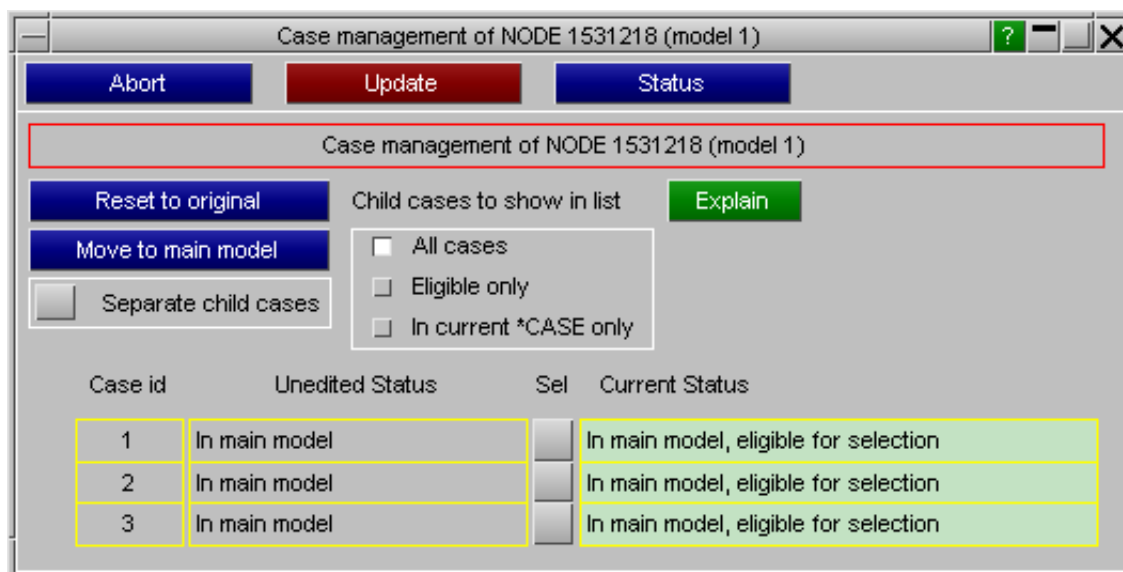 Case management of NODE 1531218 (model 1) ?
Abort Update Status
Case management of NODE 1531218 (model 1)
Reset to original Child cases to show in list Explain
Move to main model All cases
Separate child cases Eligible only
In current *CASE only
Case id Unedited Status Sel Current Status
1 In main model In main model, eligible for selection
2 In main model In main model, eligible for selection
3 In main model In main model, eligible for selection